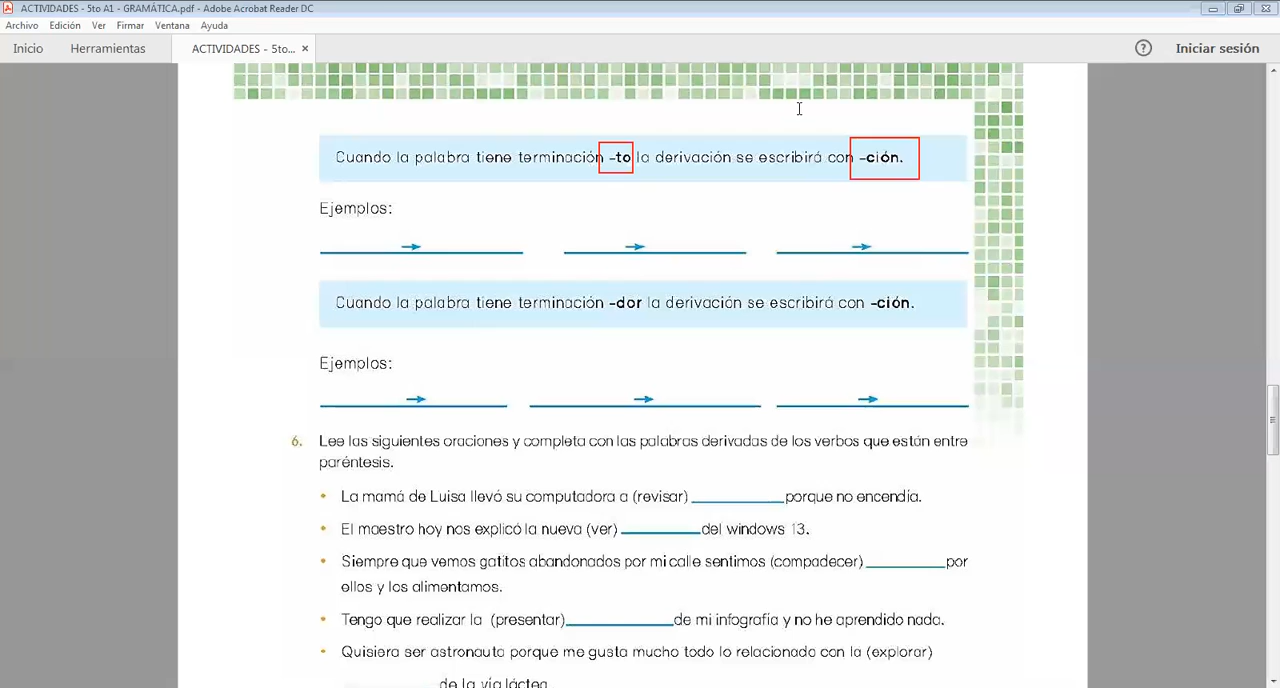 ACTIVIDADES - 5to A1 - GRAMÁTICA.pdf - Adobe Acrobat Reader DC
Archivo Edición Ver Firmar Ventana Ayuda
Inicio Herramientas ACTIVIDADES - 5to... × ? Iniciar sesión
Cuando la palabra tiene terminación -to la derivación se escribirá con -ción.
Ejemplos:
Cuando la palabra tiene terminación -dor la derivación se escribirá con -ción.
Ejemplos:
6. Lee las siguientes oraciones y completa con las palabras derivadas de los verbos que están entre
paréntesis.
• La mamá de Luisa llevó su computadora a (revisar) __________ porque no encendía.
• El maestro hoy nos explicó la nueva (ver) __________ del windows 13.
• Siempre que vemos gatitos abandonados por mi calle sentimos (compadecer) __________ por
ellos y los alimentamos.
• Tengo que realizar la (presentar)__________ de mi infografía y no he aprendido nada.
• Quisiera ser astronauta porque me gusta mucho todo lo relacionado con la (explorar)
__________ de la vía láctea